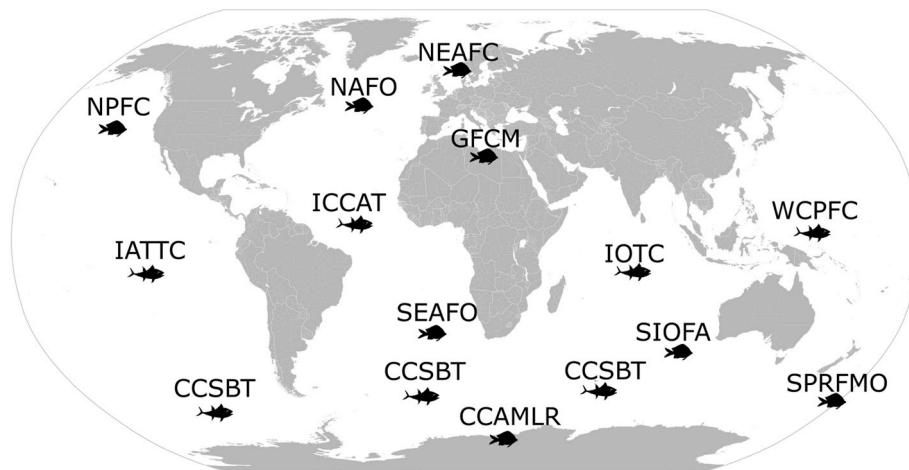 NEAFC
NAFO
NPFC
GFCM
ICCAT
WCPFC
IATTC
IOTC
SEAFO
SIOFA
CCSBT
CCSBT
CCSBT
SPRFMO
CCAMLR